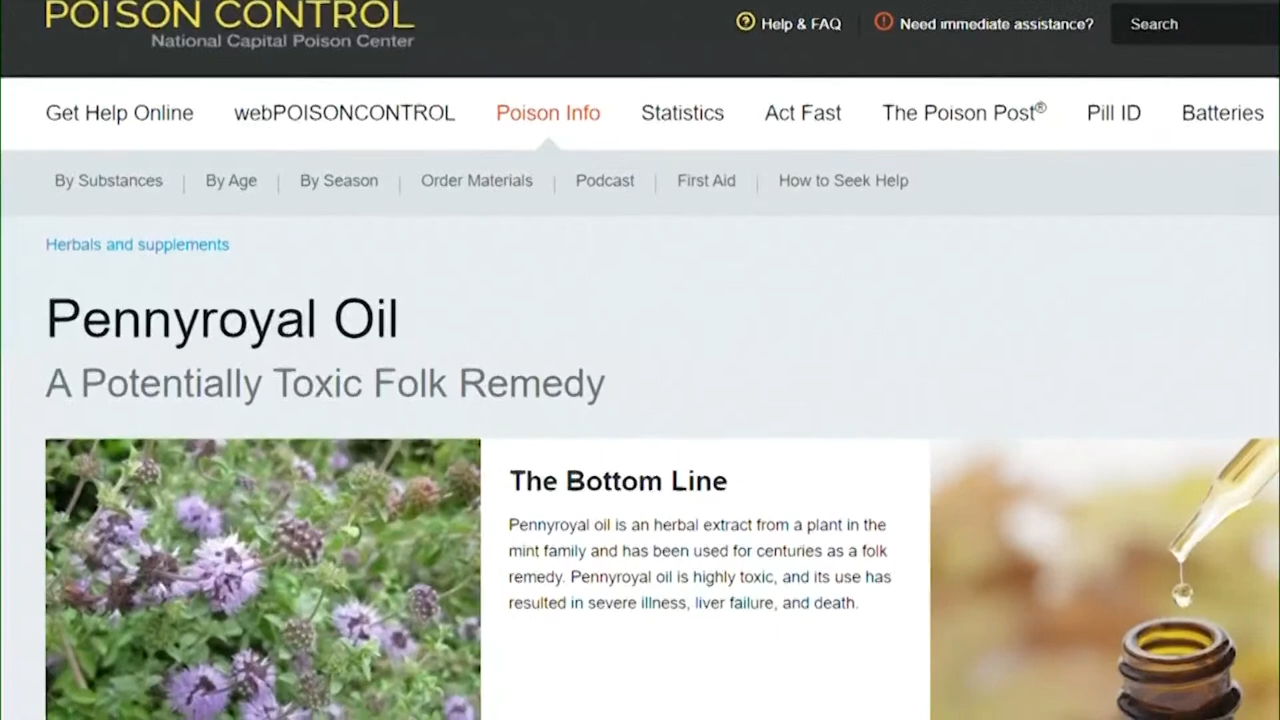 POISON CONTROL
National Capital Poison Center
Help & FAQ
Need immediate assistance?
Search
Get Help Online webPOISONCONTROL Poison Info Statistics Act Fast The Poison Post® Pill ID Batteries
By Substances | By Age | By Season | Order Materials | Podcast | First Aid | How to Seek Help
Herbals and supplements
Pennyroyal Oil
A Potentially Toxic Folk Remedy
The Bottom Line
Pennyroyal oil is an herbal extract from a plant in the
mint family and has been used for centuries as a folk
remedy. Pennyroyal oil is highly toxic, and its use has
resulted in severe illness, liver failure, and death.